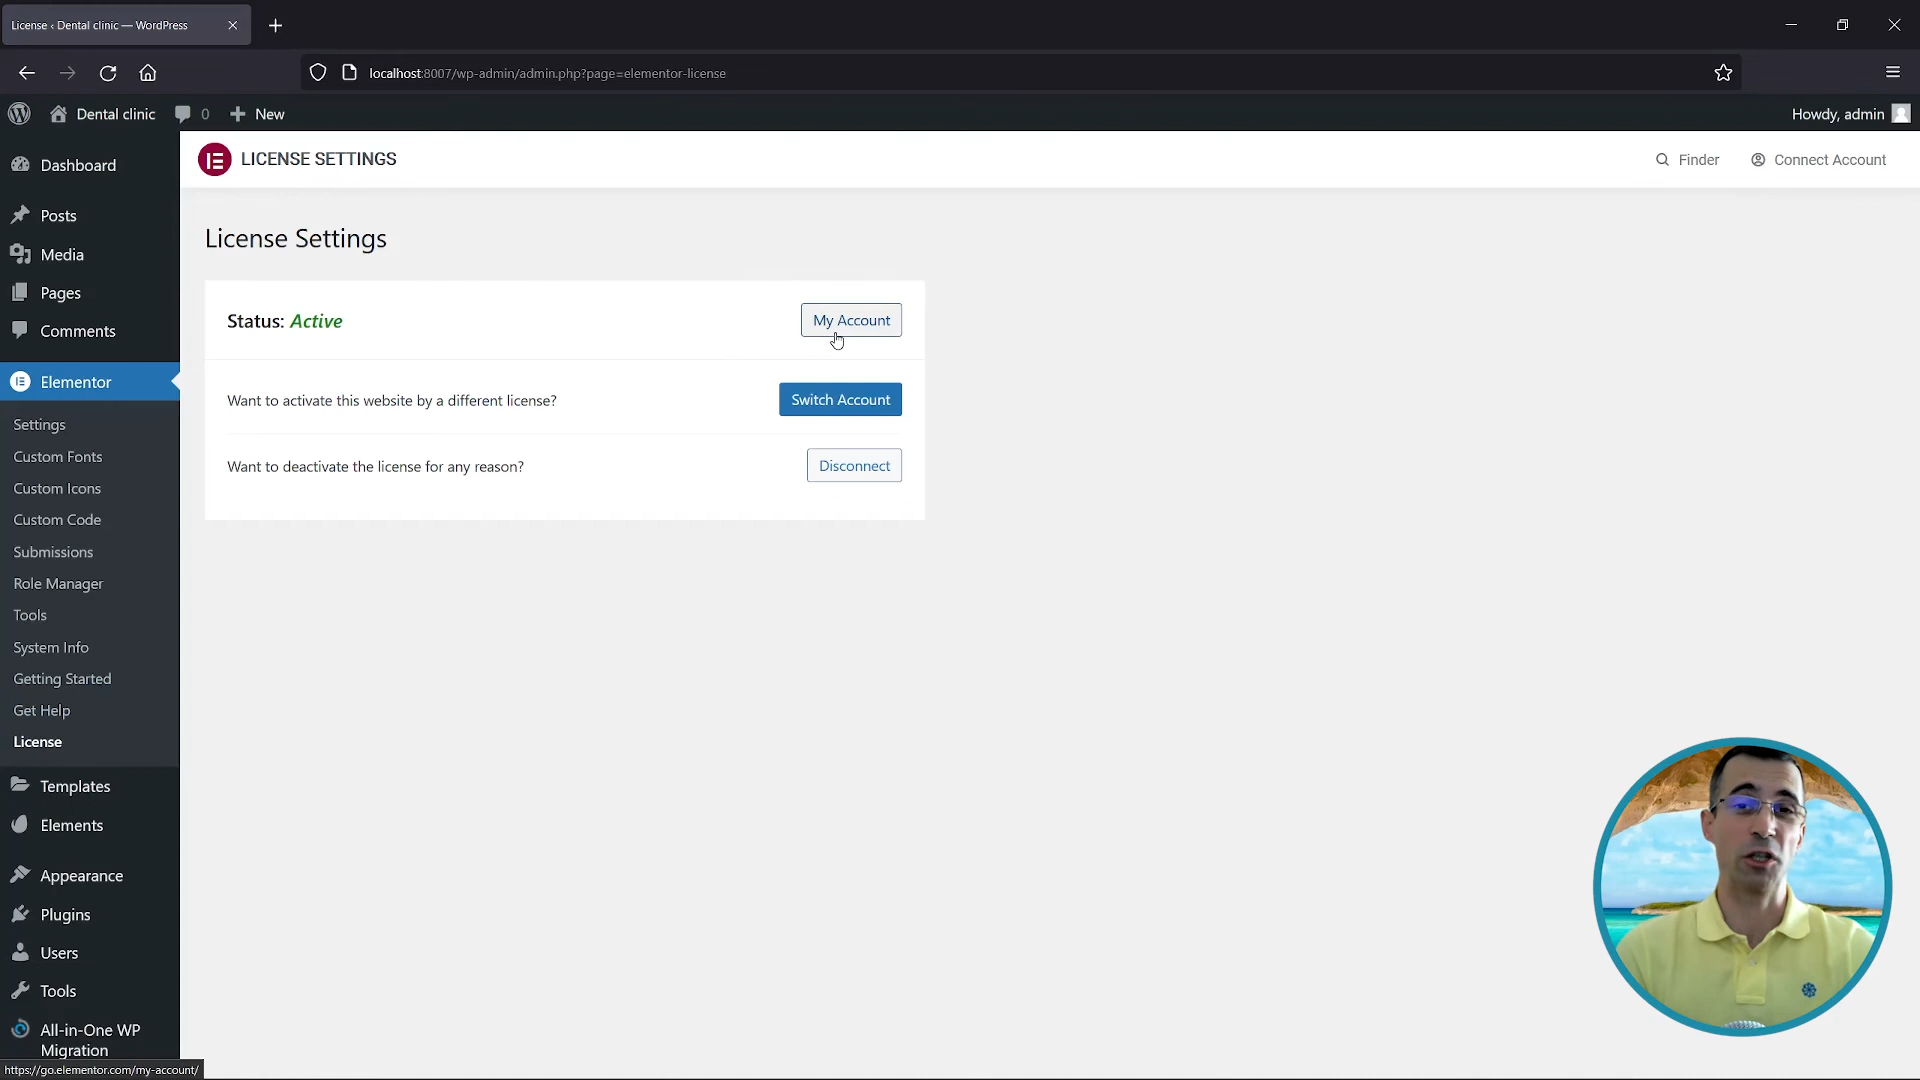 License ‹ Dental clinic — WordPress
localhost:8007/wp-admin/admin.php?page=elementor-license
Dental clinic
0
New
Howdy, admin
Dashboard
Posts
Media
Pages
Comments
Elementor
Settings
Custom Fonts
Custom Icons
Custom Code
Submissions
Role Manager
Tools
System Info
Getting Started
Get Help
License
Templates
Elements
Appearance
Plugins
Users
Tools
All-in-One WP
Migration
https://go.elementor.com/my-account/
LICENSE SETTINGS
Finder
Connect Account
License Settings
Status: Active
My Account
Want to activate this website by a different license?
Switch Account
Want to deactivate the license for any reason?
Disconnect